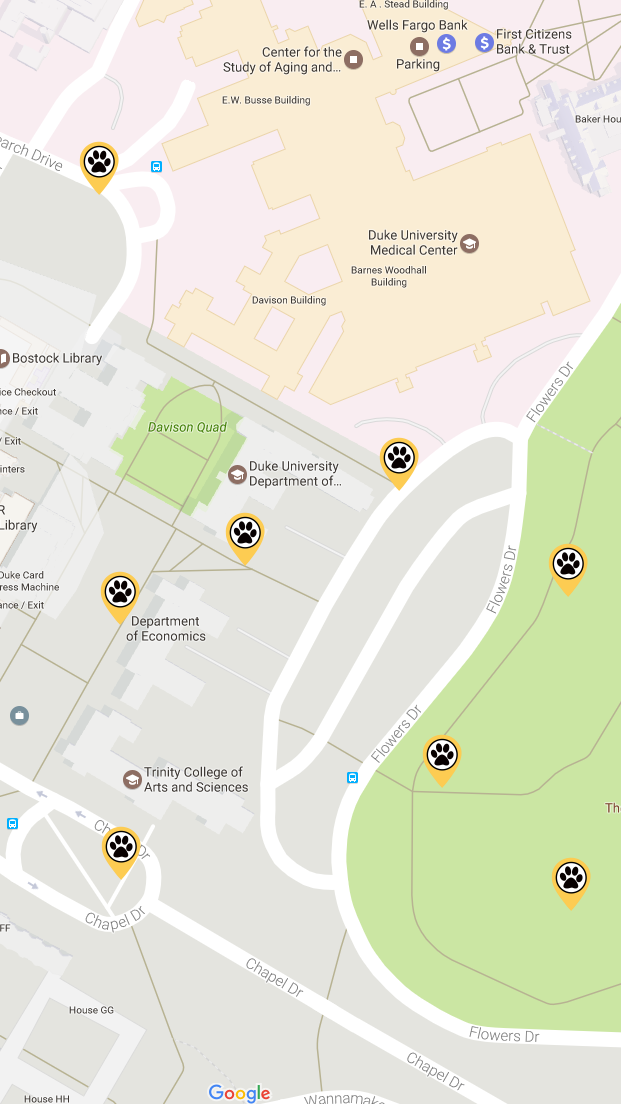 E. A . Stead Building
Wells Fargo Bank
First Citizens
Bank & Trust
Center for the
Study of Aging and...
Parking
E.W. Busse Building
Baker Hou
earch Drive
Duke University
Medical Center
Barnes Woodhall
Building
Davison Building
Bostock Library
Flowers Dr
ice Checkout
nce / Exit
Davison Quad
/ Exit
inters
Duke University
Department of...
R
Library
Duke Card
ress Machine
ance / Exit
Flowers Dr
Department
of Economics
Flowers Dr
Trinity College of
Arts and Sciences
The
Chapel Dr
Chapel Dr
FF
Chapel Dr
House GG
Flowers Dr
Chapel Dr
House HH
Google
Wannamake